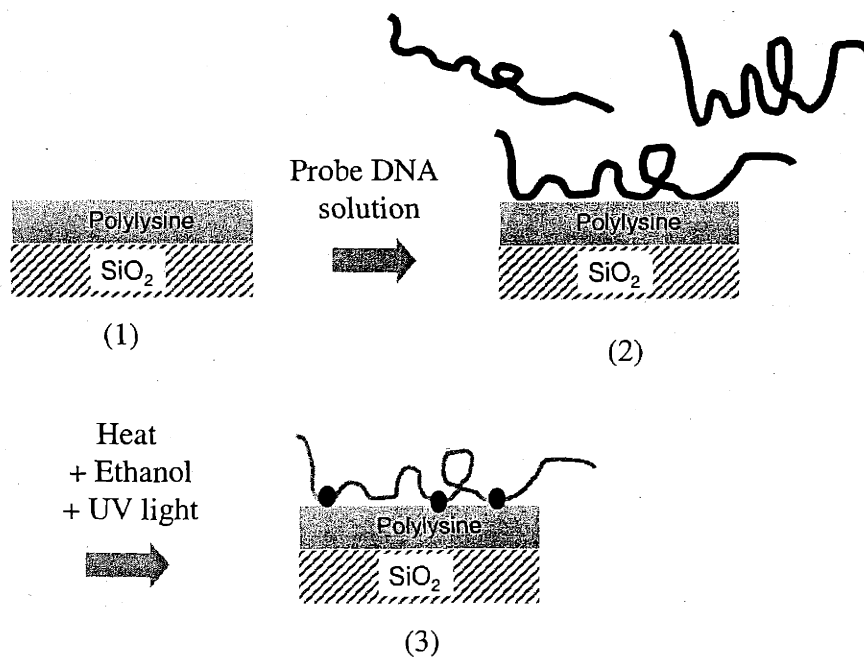 Probe DNA
solution
Polylysine
SiO₂
(1)
Polylysine
SiO₂
(2)
Heat
+ Ethanol
+ UV light
Polylysine
SiO₂
(3)